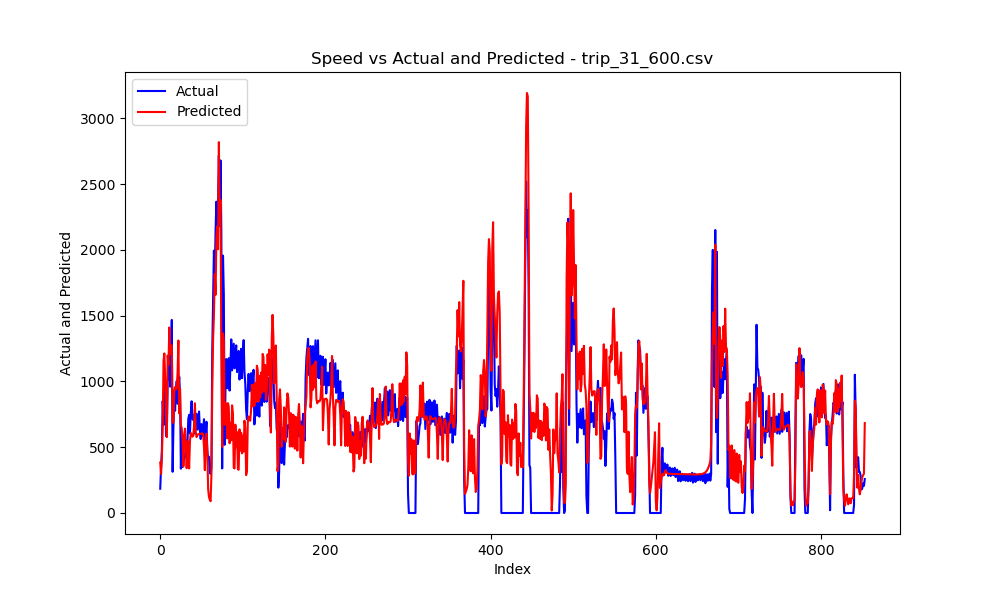 Speed vs Actual and Predicted - trip_31_600.csv
Actual
Predicted
3000
2500
2000
1500
1000
500
0
Actual and Predicted
0 200 400 600 800
Index